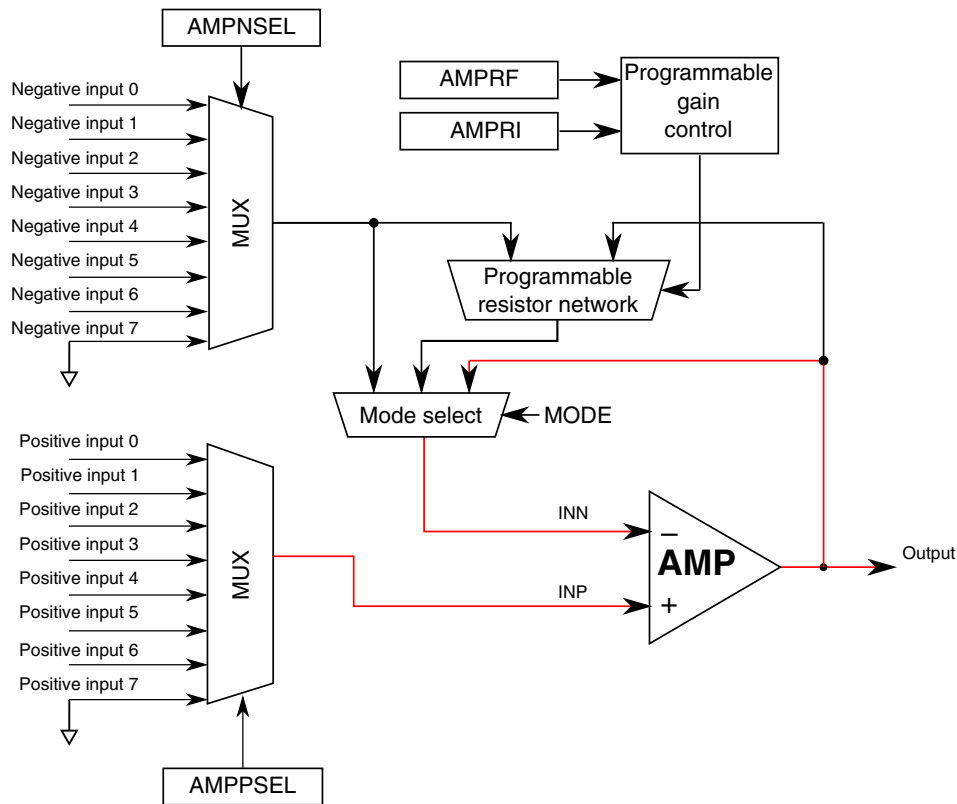 AMPNSEL
Negative input 0
Negative input 1
Negative input 2
Negative input 3
Negative input 4
Negative input 5
Negative input 6
Negative input 7
MUX
AMPRF
AMPRI
Programmable
gain
control
Programmable
resistor network
Mode select
MODE
Positive input 0
Positive input 1
Positive input 2
Positive input 3
Positive input 4
Positive input 5
Positive input 6
Positive input 7
MUX
INN
INP
−
AMP
+
Output
AMPPSEL